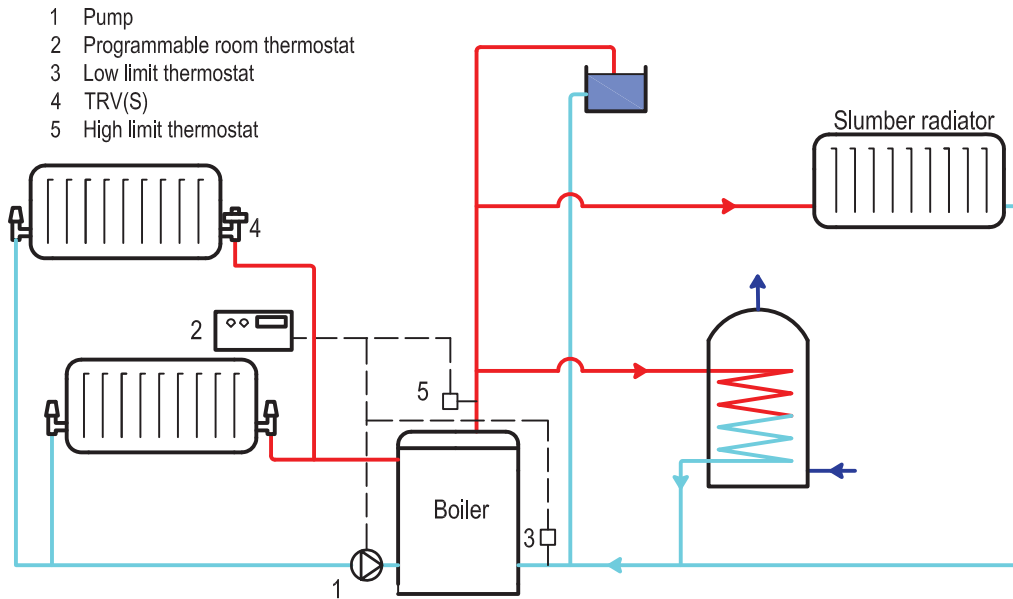 1 Pump
2 Programmable room thermostat
3 Low limit thermostat
4 TRV(S)
5 High limit thermostat
Slumber radiator
4
2
5
Boiler
3
1